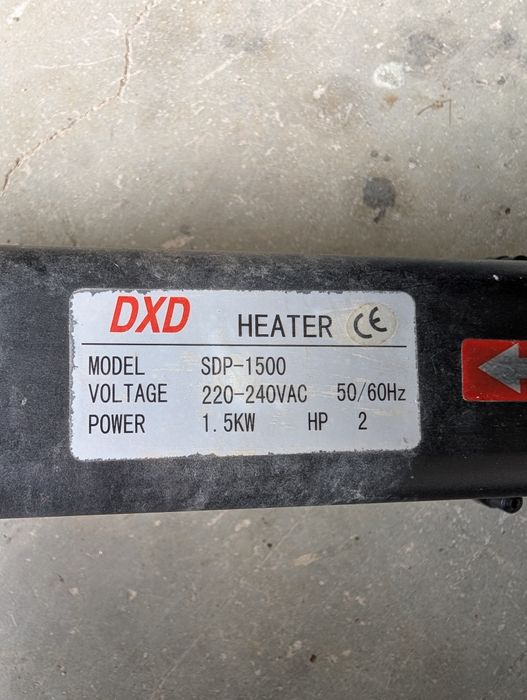 DXD HEATER CE
MODEL SDP-1500
VOLTAGE 220-240VAC 50/60Hz
POWER 1.5KW HP 2